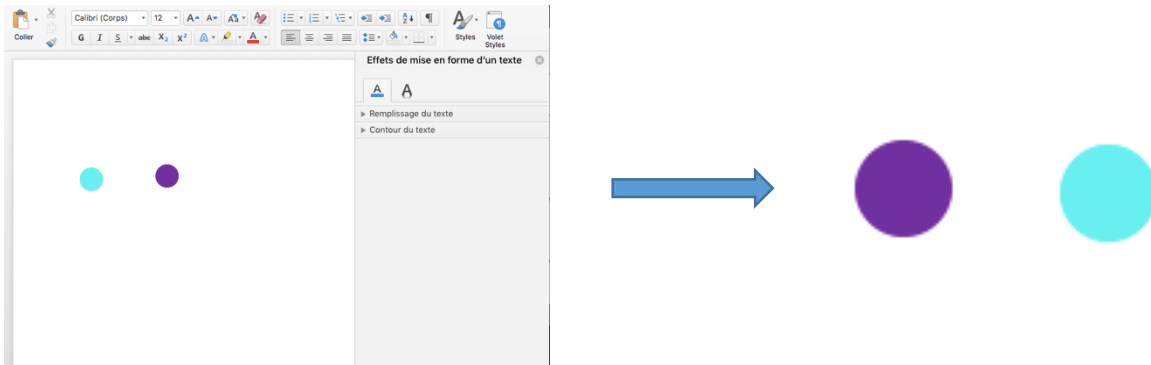 Calibri (Corps) 12 A A Aa A
Coller
G I S abc X₂ X² A A
Styles Volet Styles
Effets de mise en forme d'un texte
A A
Remplissage du texte
Contour du texte